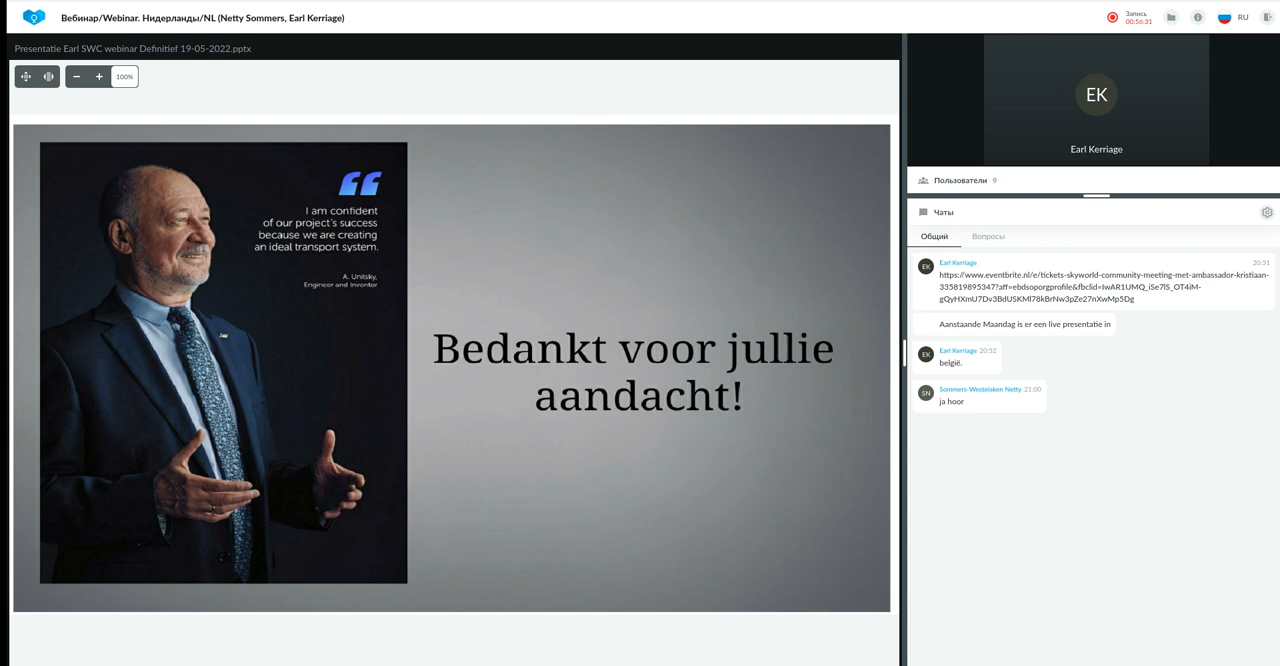 Вебинар/Webinar. Нидерланды/NL (Netty Sommers, Earl Kerriage)
Запись
00:56:31
RU
Presentatie Earl SWC webinar Definitief 19-05-2022.pptx
100%
I am confident
of our project's success
because we are creating
an ideal transport system.
A. Unitsky,
Engineer and Inventor
Bedankt voor jullie
aandacht!
EK
Earl Kerriage
Пользователи 9
Чаты
Общий Вопросы
EK Earl Kerriage 20:51
https://www.eventbrite.nl/e/tickets-skyworld-community-meeting-met-ambassador-kristiaan-
335819895347?aff=ebdsoporgprofile&fbclid=IwAR1UMQ_iSe7lS_OT4iM-
gQyHXmU7Dv3BdUSKMl78kBrNw3pZe27nXwMp5Dg
Aanstaande Maandag is er een live presentatie in
EK Earl Kerriage 20:52
belgië.
SN Sommers-Westelaken Netty 21:00
ja hoor